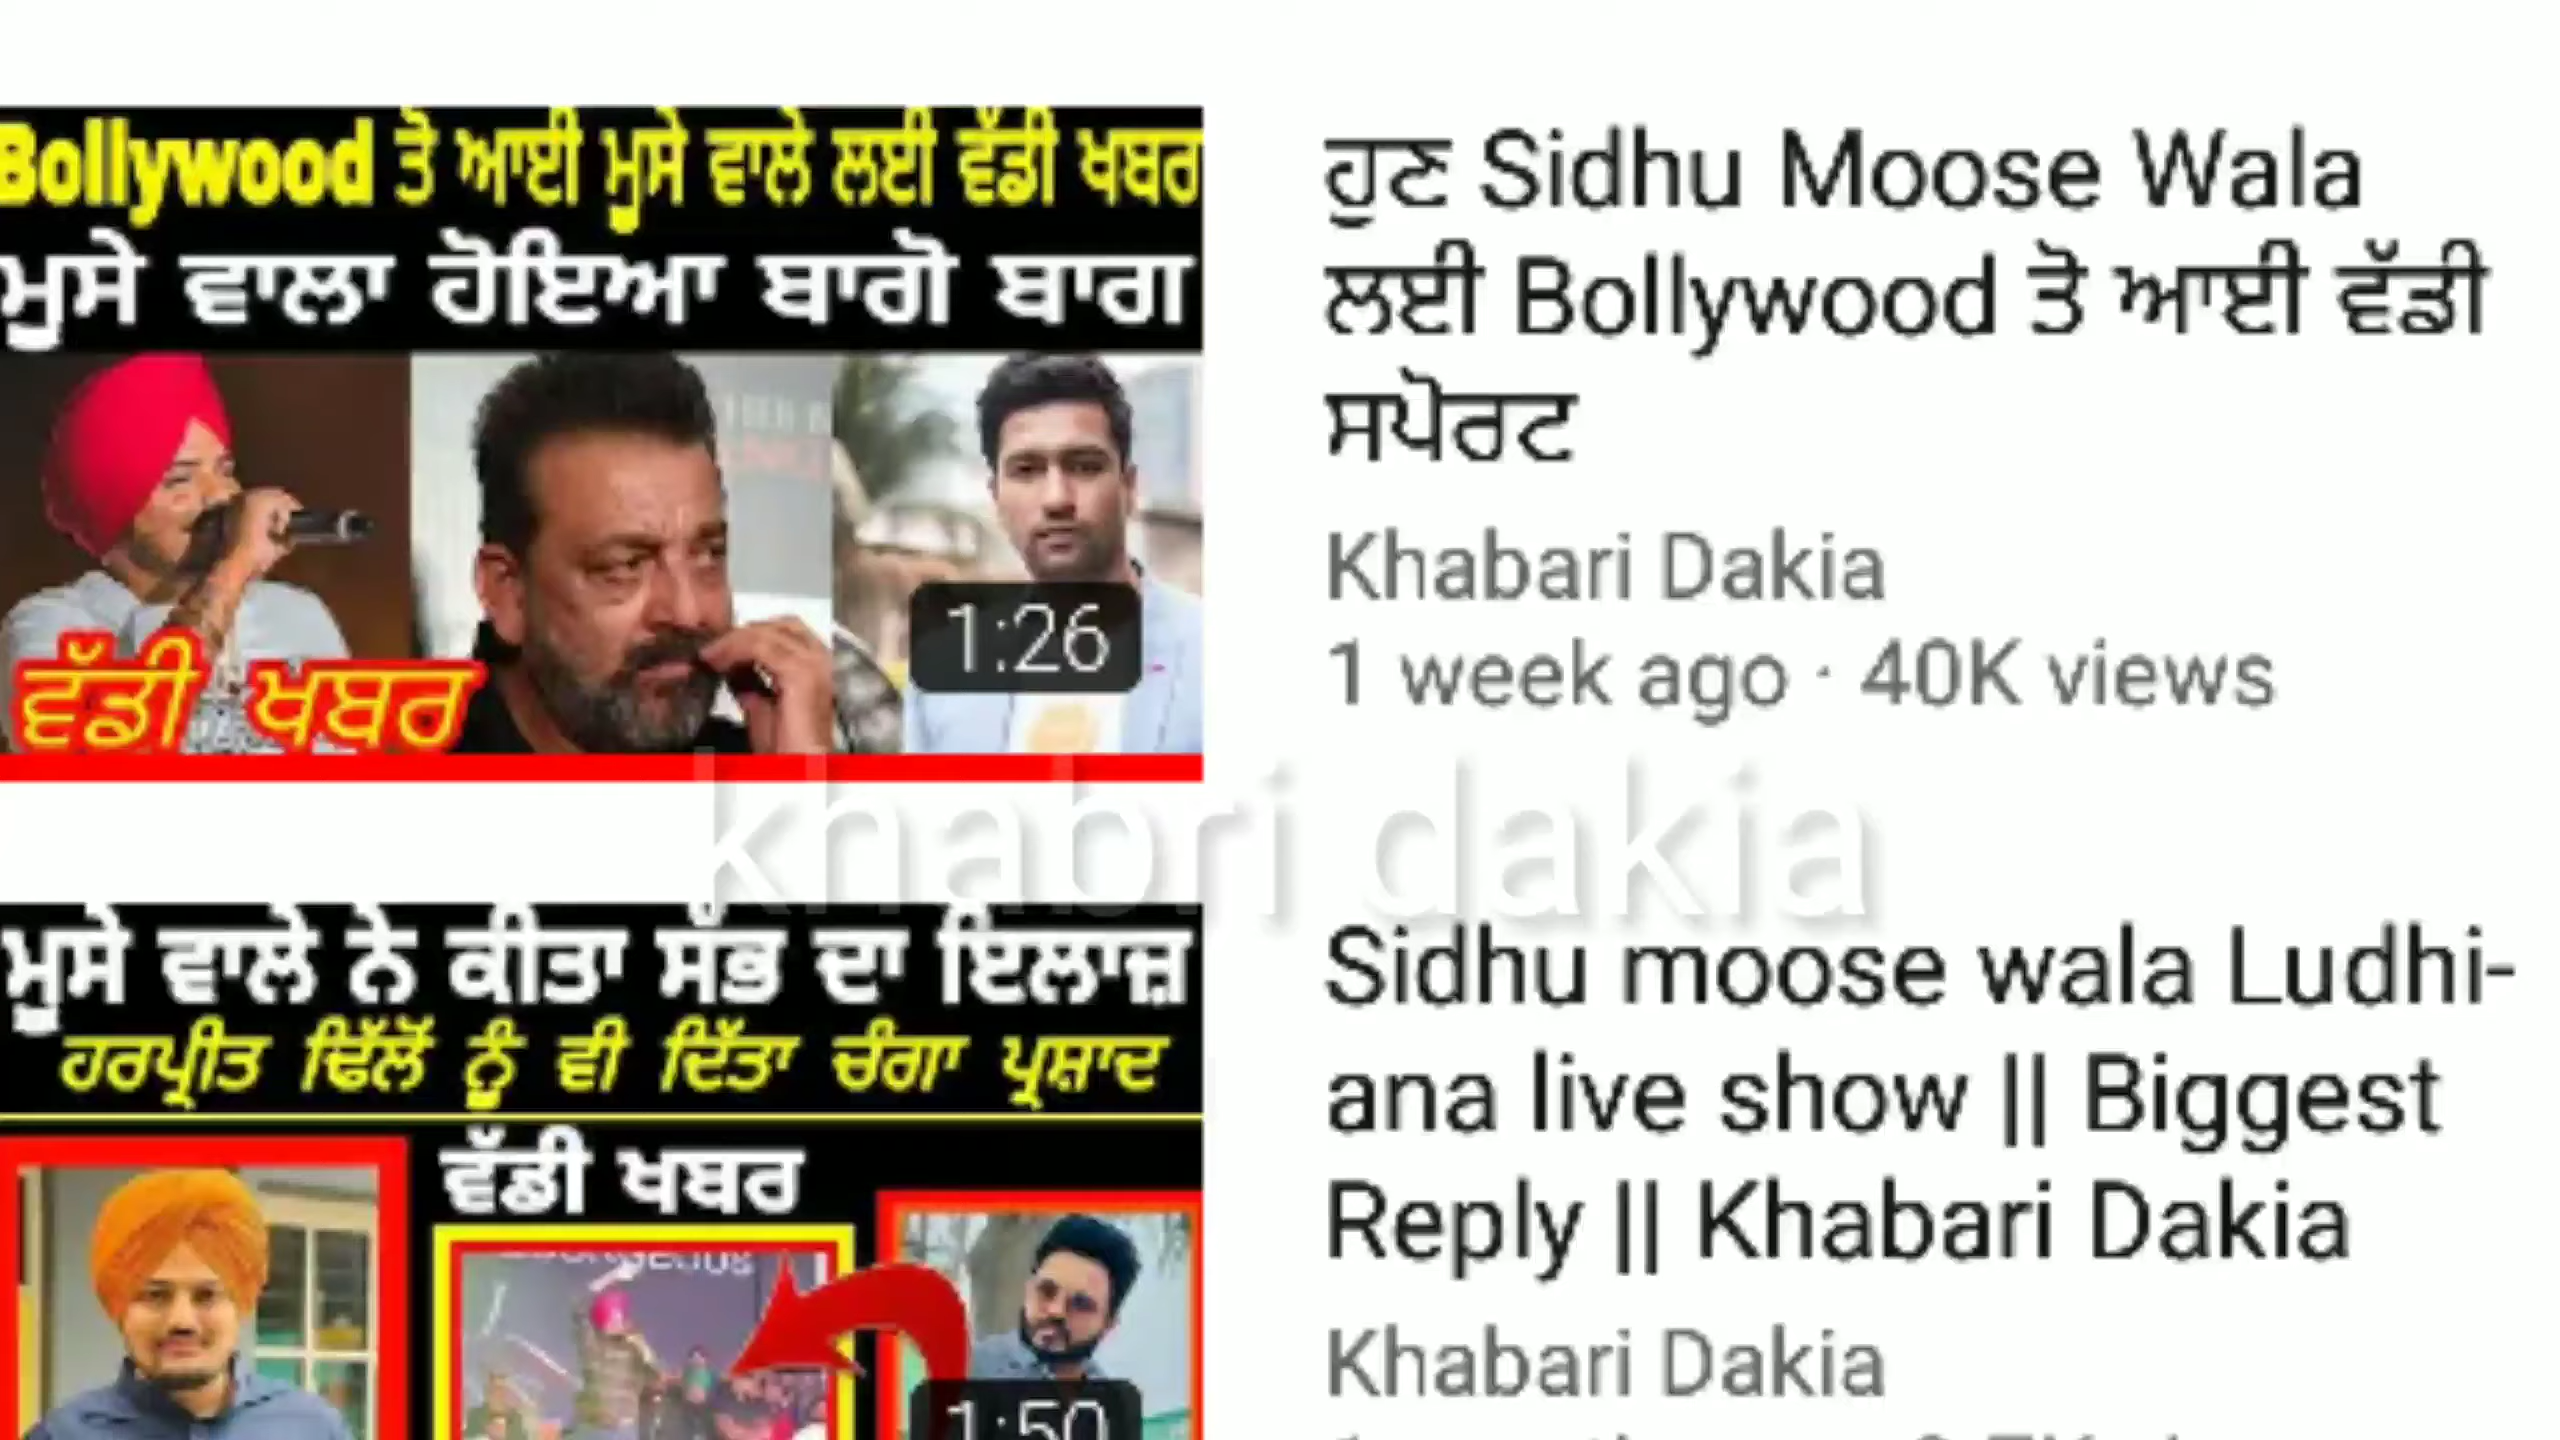 Bollywood ਤੋ ਆਈ ਮੂਸੇ ਵਾਲੇ ਲਈ ਵੱਡੀ ਖਬਰ
ਮੂਸੇ ਵਾਲਾ ਹੋਇਆ ਬਾਗੋ ਬਾਗ
ਵੱਡੀ ਖਬਰ
1:26
ਹੁਣ Sidhu Moose Wala
ਲਈ Bollywood ਤੋ ਆਈ ਵੱਡੀ
ਸਪੋਰਟ
Khabari Dakia
1 week ago · 40K views
khabri dakia
ਮੂਸੇ ਵਾਲੇ ਨੇ ਕੀਤਾ ਸੱਭ ਦਾ ਇਲਾਜ਼
ਹਰਪ੍ਰੀਤ ਢਿੱਲੋਂ ਨੂੰ ਵੀ ਦਿੱਤਾ ਚੰਗਾ ਪ੍ਰਸ਼ਾਦ
ਵੱਡੀ ਖਬਰ
1:50
Sidhu moose wala Ludhi-
ana live show || Biggest
Reply || Khabari Dakia
Khabari Dakia